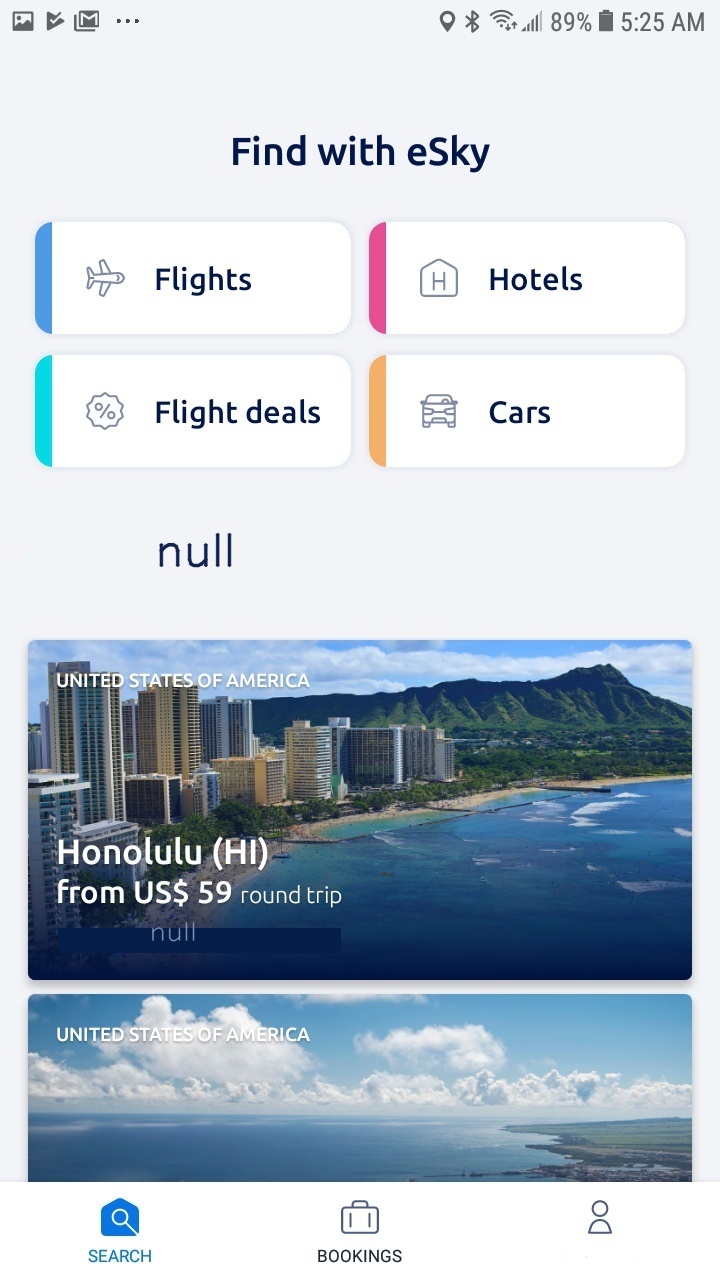 89% 5:25 AM
Find with eSky
Flights
Hotels
Flight deals
Cars
null
UNITED STATES OF AMERICA
Honolulu (HI)
from US$ 59 round trip
null
UNITED STATES OF AMERICA
SEARCH
BOOKINGS